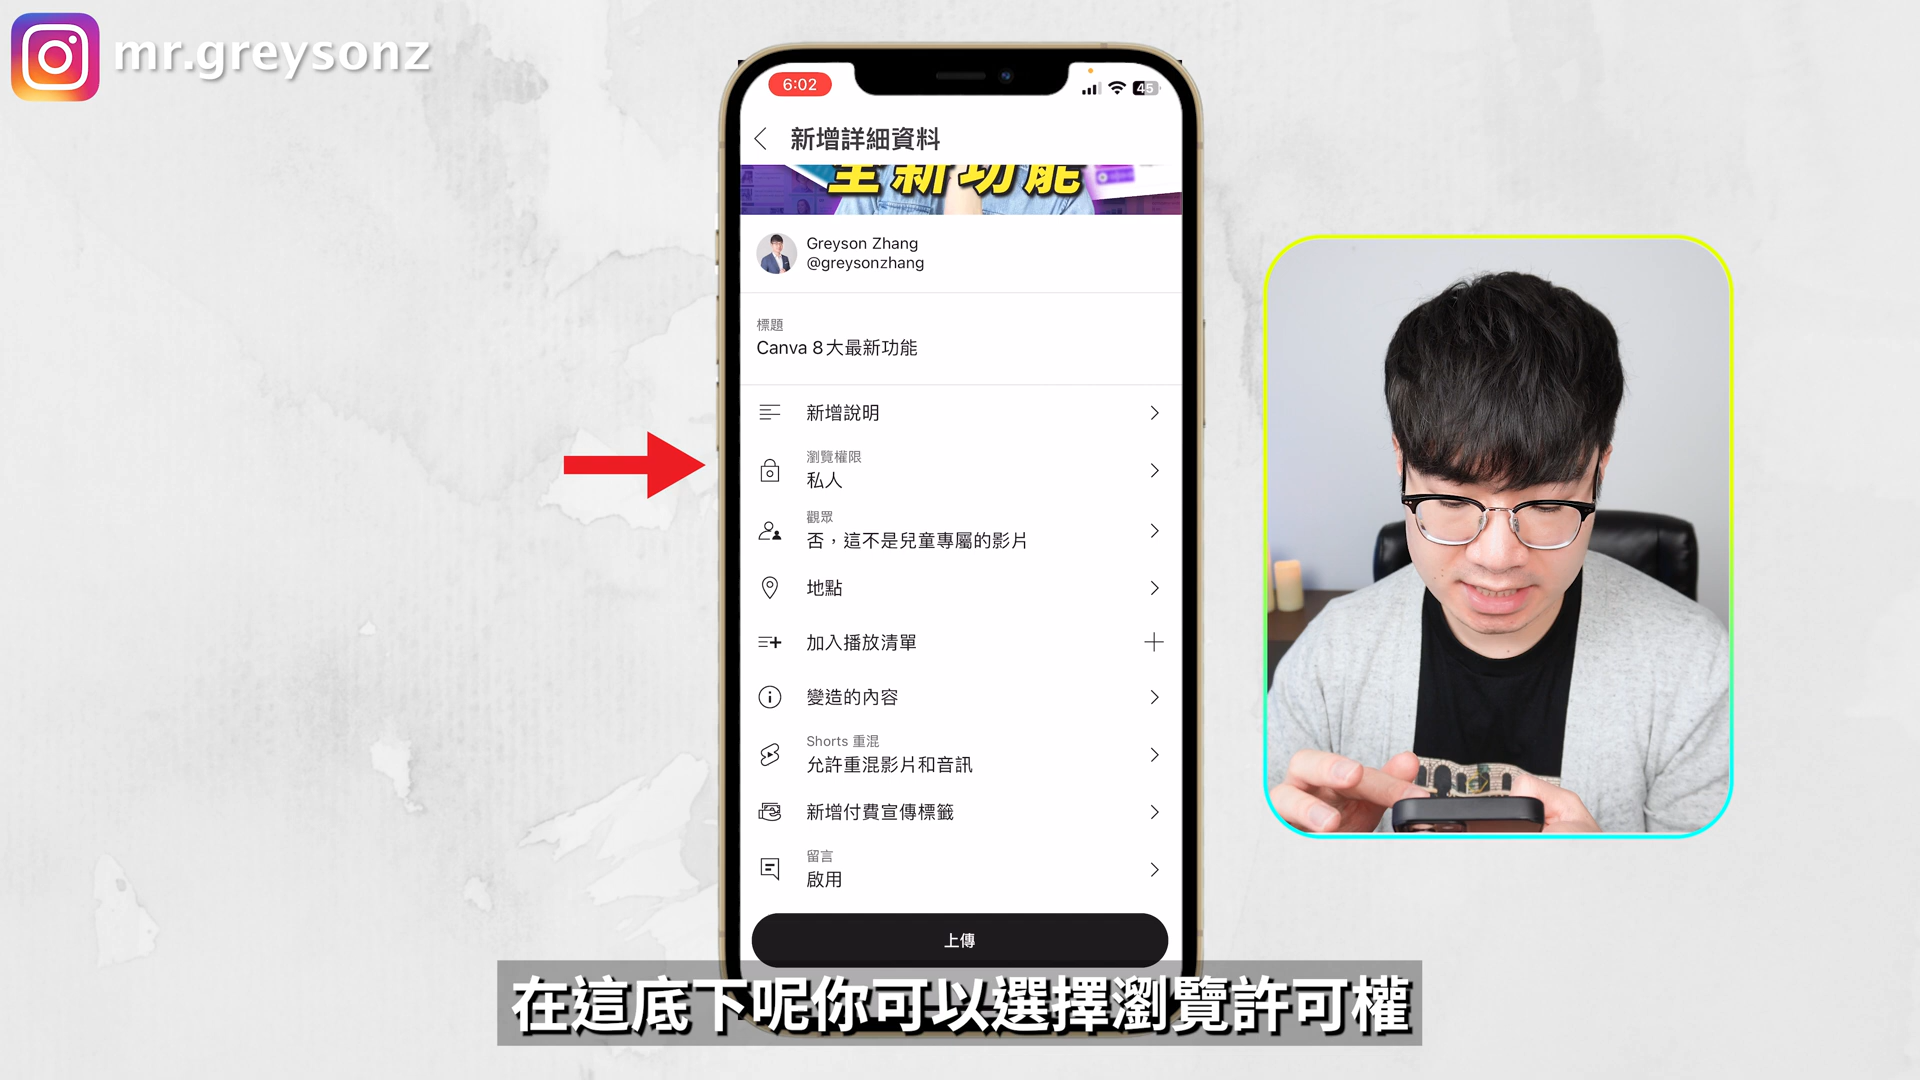 mr.greysonz
6:02
45
新增詳細資料
全新功能
Greyson Zhang
@greysonzhang
標題
Canva 8大最新功能
新增說明
瀏覽權限
私人
觀眾
否，這不是兒童專屬的影片
地點
加入播放清單
變造的內容
Shorts 重混
允許重混影片和音訊
新增付費宣傳標籤
留言
啟用
上傳
在這底下呢你可以選擇瀏覽許可權